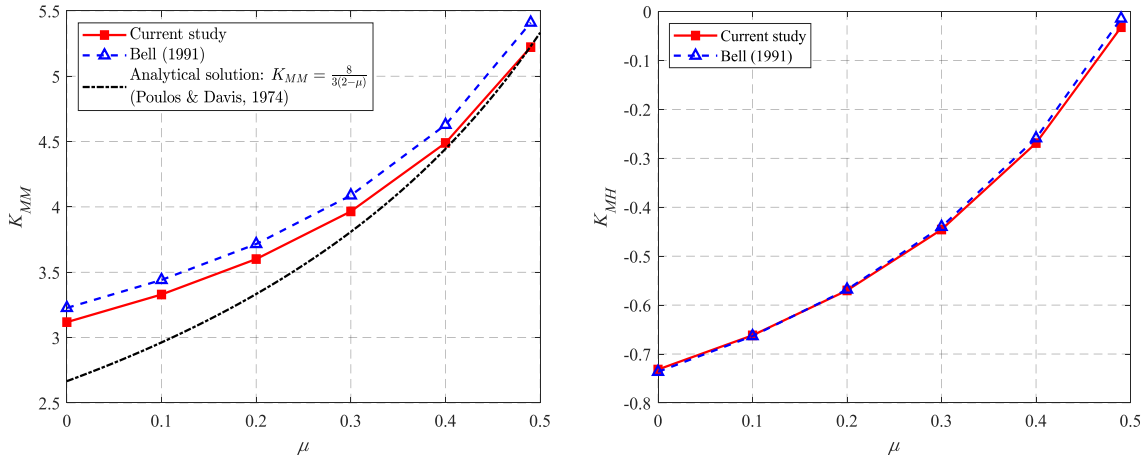 5.5
5
4.5
4
3.5
3
2.5
K_MM
Current study
Bell (1991)
Analytical solution: K_MM = 8/3(2−μ)
(Poulos & Davis, 1974)
0 0.1 0.2 0.3 0.4 0.5
μ
0
-0.1
-0.2
-0.3
-0.4
-0.5
-0.6
-0.7
-0.8
K_MH
Current study
Bell (1991)
0 0.1 0.2 0.3 0.4 0.5
μ